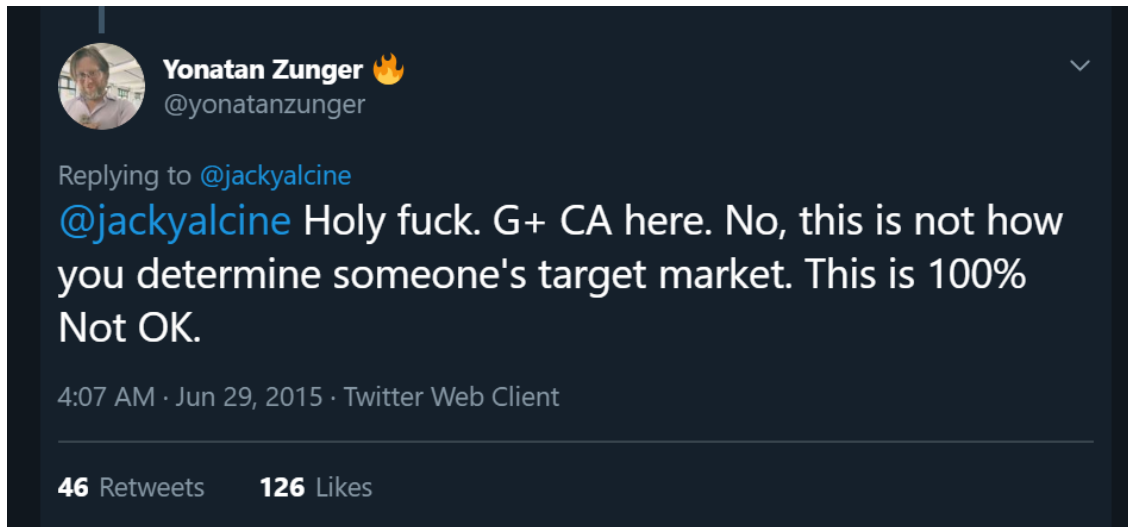 Yonatan Zunger 🔥
@yonatanzunger
Replying to @jackyalcine
@jackyalcine Holy fuck. G+ CA here. No, this is not how
you determine someone's target market. This is 100%
Not OK.
4:07 AM · Jun 29, 2015 · Twitter Web Client
46 Retweets 126 Likes